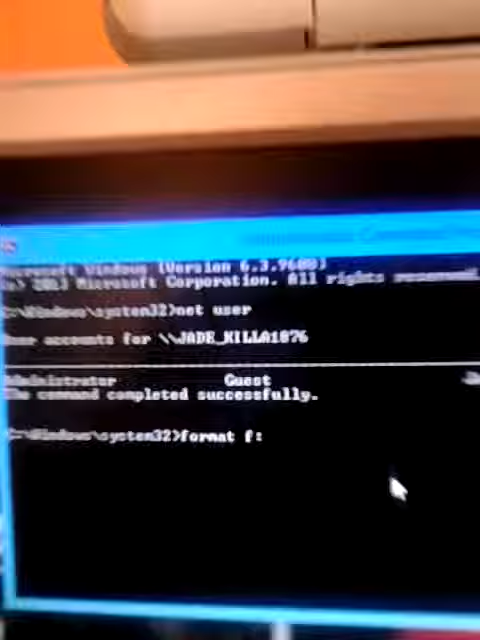 Microsoft Windows [Version 6.3.9600]
(c) 2013 Microsoft Corporation. All rights reserved.
C:\Windows\system32>net user
User accounts for \\JADE_KILLA1876
Administrator Guest
The command completed successfully.
C:\Windows\system32>format f: